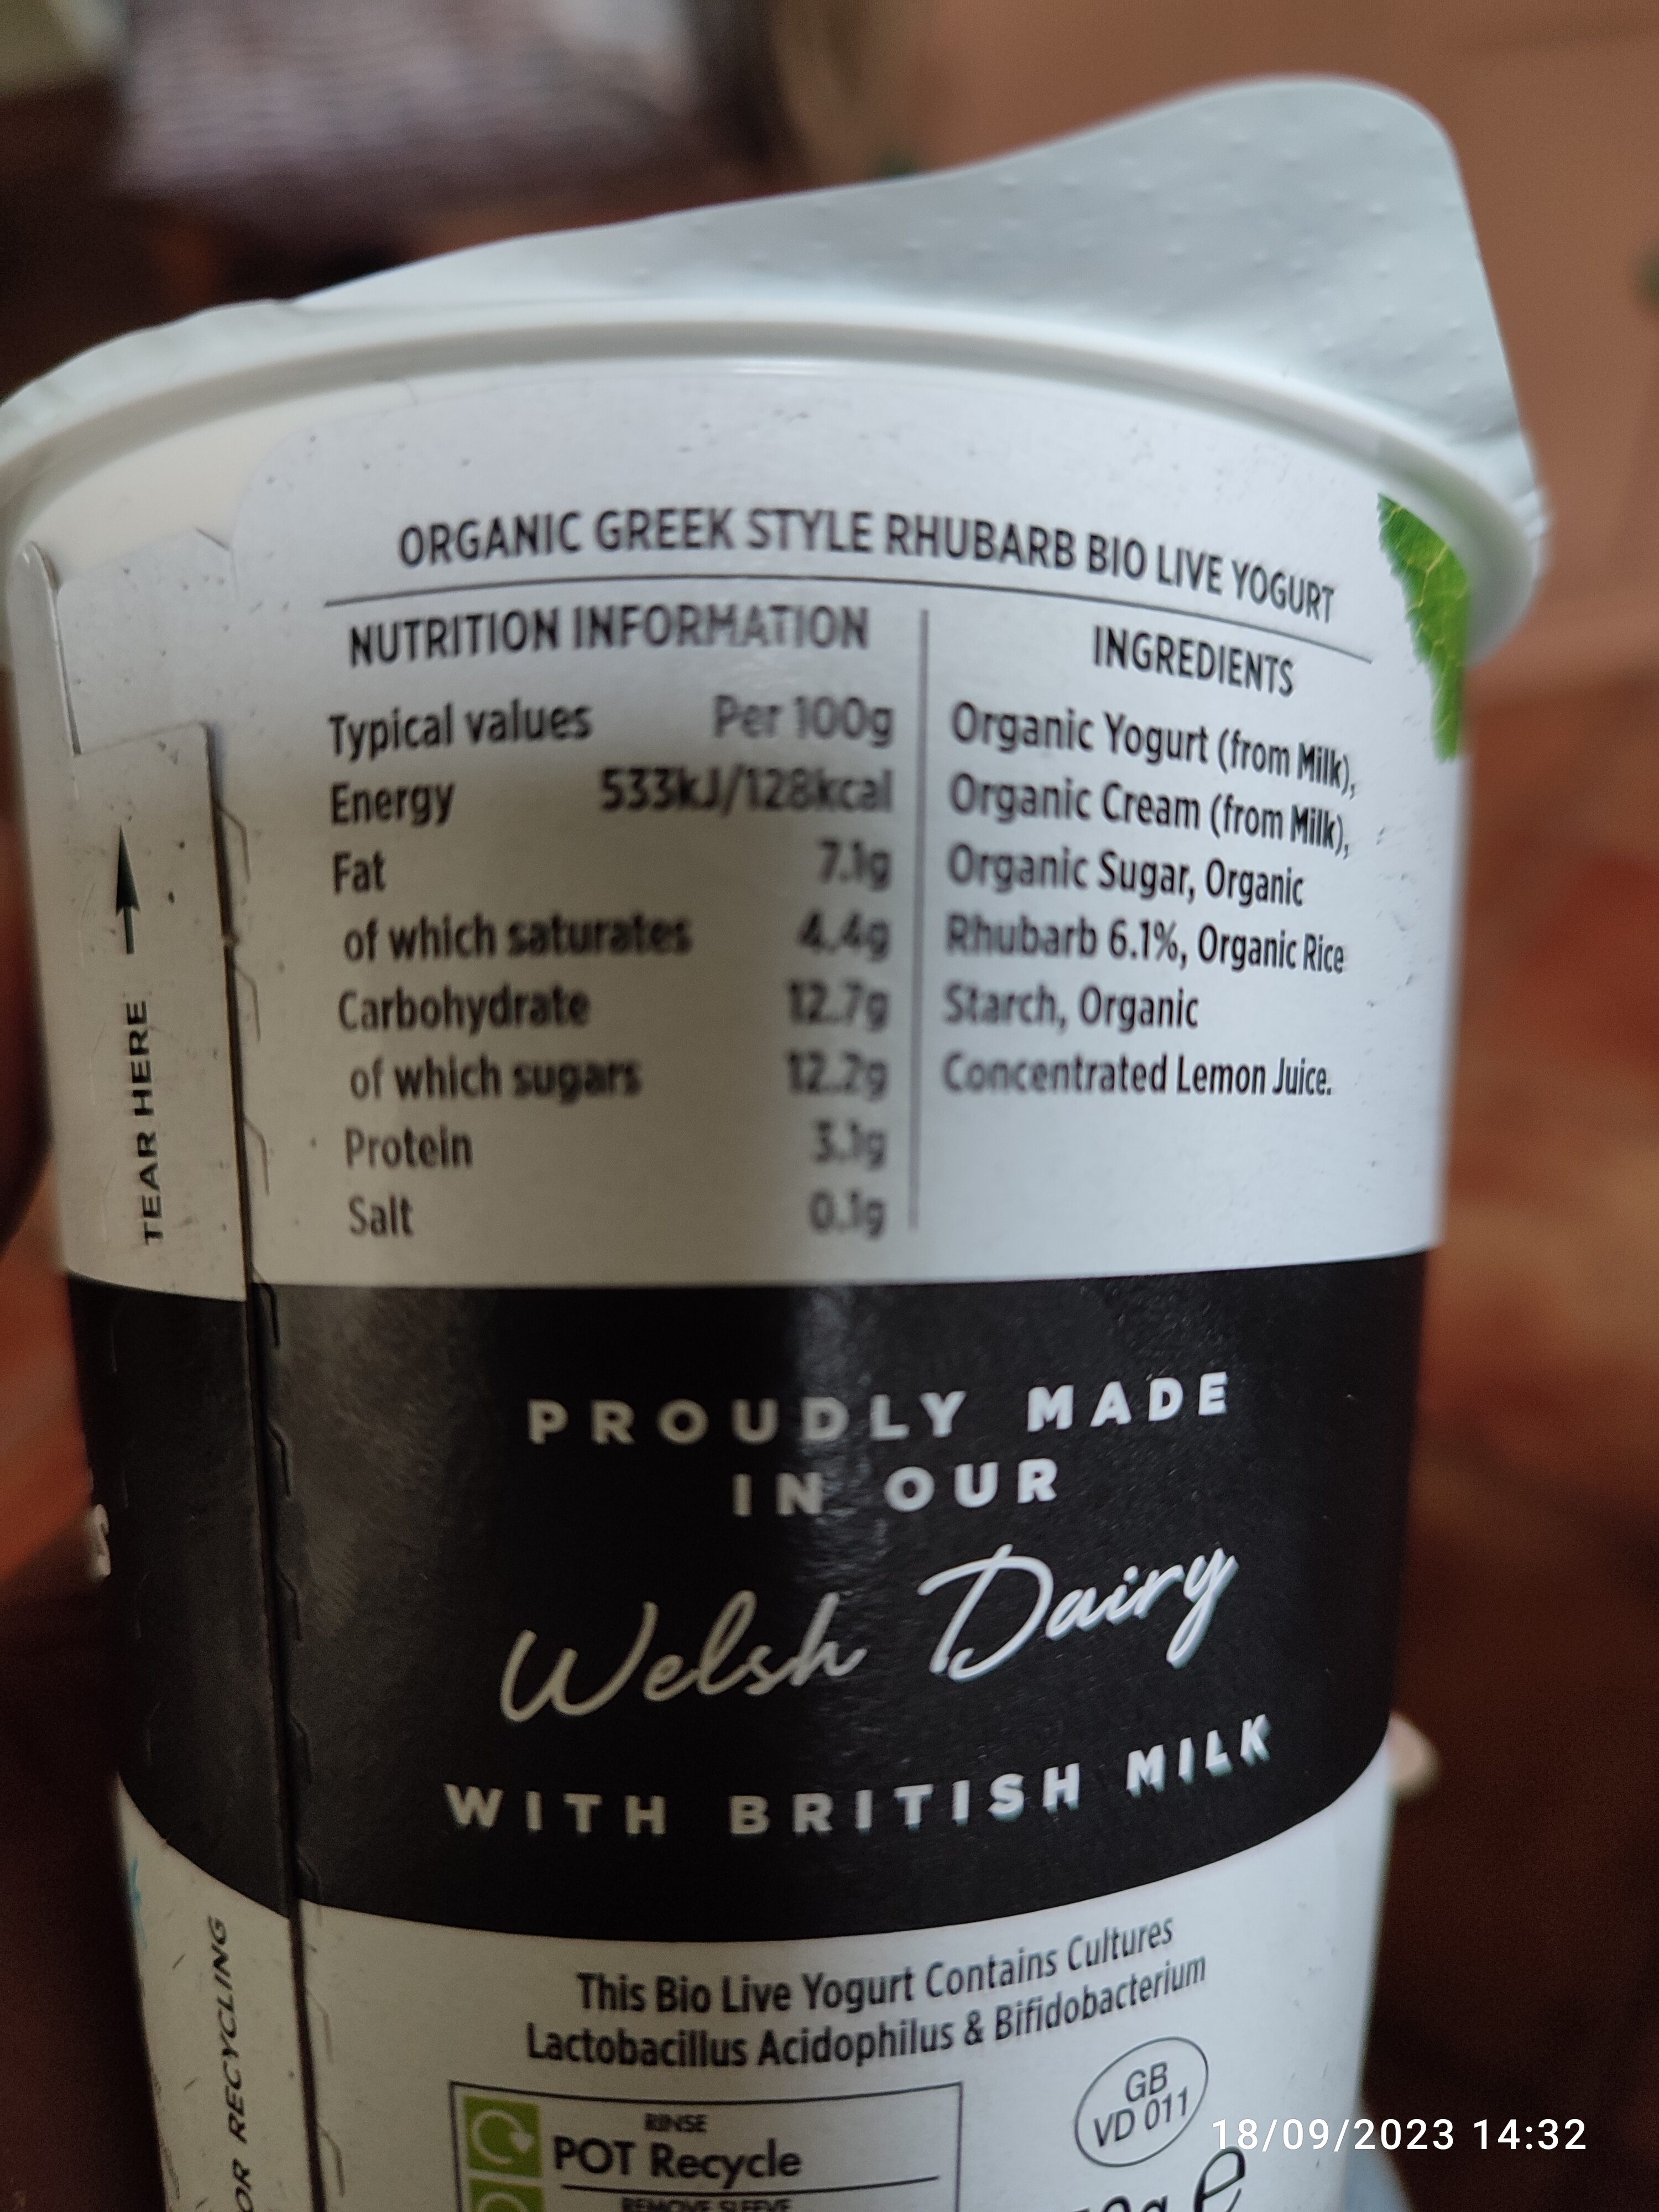 ORGANIC GREEK STYLE RHUBARB BIO LIVE YOGURT
NUTRITION INFORMATION
Typical values Per 100g
Energy 533kJ/128kcal
Fat 7.1g
of which saturates 4.4g
Carbohydrate 12.7g
of which sugars 12.2g
Protein 3.1g
Salt 0.1g
INGREDIENTS
Organic Yogurt (from Milk),
Organic Cream (from Milk),
Organic Sugar, Organic
Rhubarb 6.1%, Organic Rice
Starch, Organic
Concentrated Lemon Juice.
TEAR HERE
PROUDLY MADE
IN OUR
Welsh Dairy
WITH BRITISH MILK
This Bio Live Yogurt Contains Cultures
Lactobacillus Acidophilus & Bifidobacterium
OR RECYCLING
RINSE
POT Recycle
REMOVE SLEEVE
GB
VD 011
e
18/09/2023 14:32